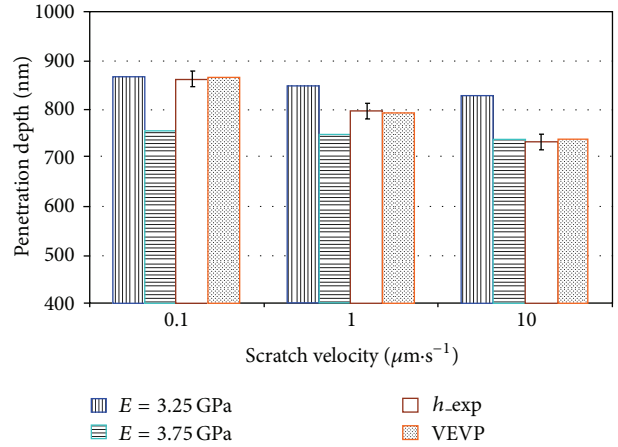 1000
900
800
700
600
500
400
Penetration depth (nm)
0.1
1
10
Scratch velocity (μm·s⁻¹)
E = 3.25 GPa
E = 3.75 GPa
h_exp
VEVP